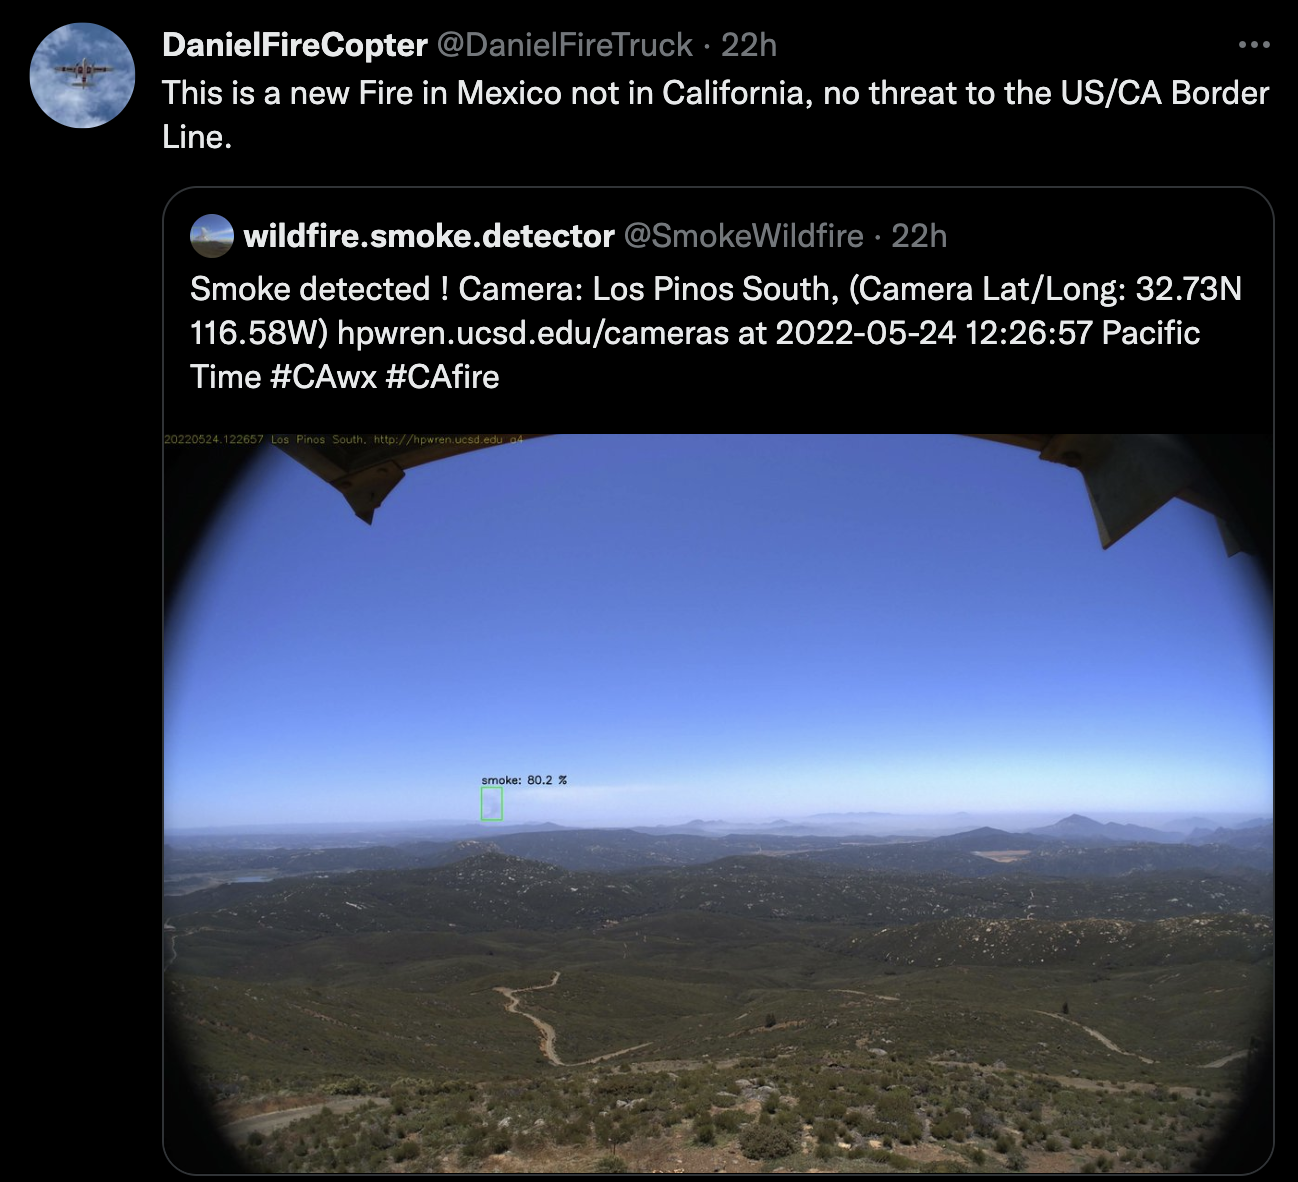 DanielFireCopter @DanielFireTruck · 22h
This is a new Fire in Mexico not in California, no threat to the US/CA Border
Line.
wildfire.smoke.detector @SmokeWildfire · 22h
Smoke detected ! Camera: Los Pinos South, (Camera Lat/Long: 32.73N
116.58W) hpwren.ucsd.edu/cameras at 2022-05-24 12:26:57 Pacific
Time #CAwx #CAfire
20220524.122657 Los Pinos South, http://hpwren.ucsd.edu q4
smoke: 80.2 %